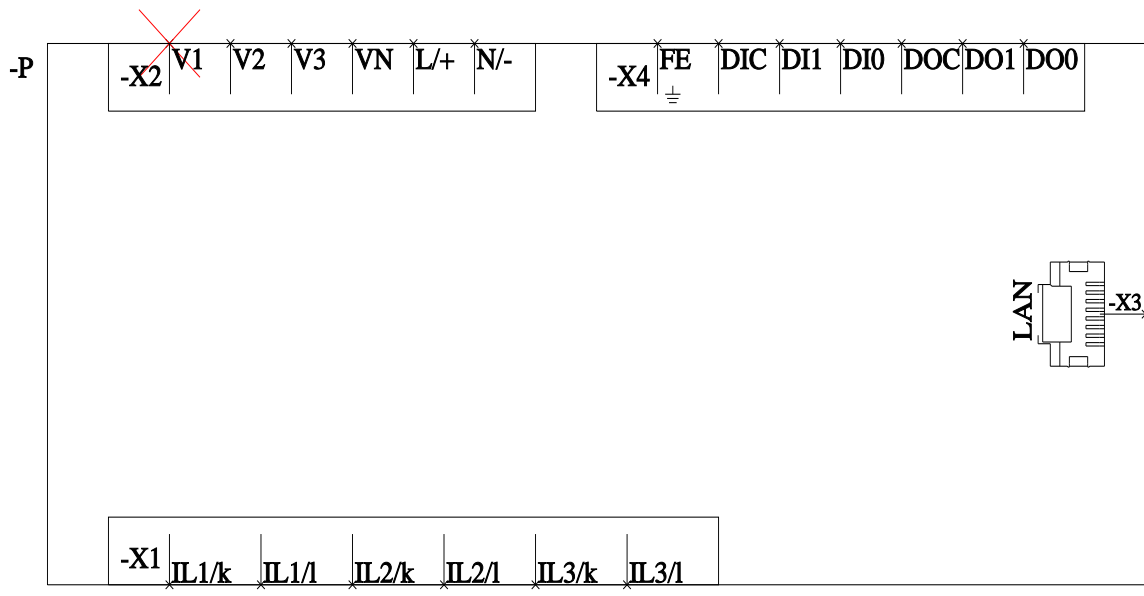 -P
-X2 V1 V2 V3 VN L/+ N/-
-X4 FE DIC DI1 DI0 DOC DO1 DO0
LAN
-X3
-X1 IL1/k IL1/l IL2/k IL2/l IL3/k IL3/l